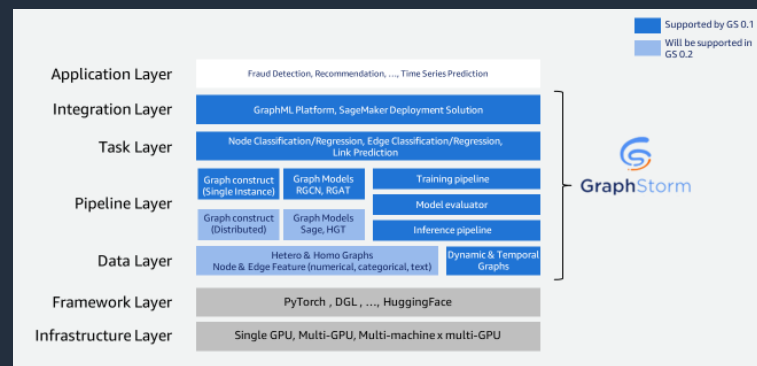 Supported by GS 0.1
Will be supported in
GS 0.2
Application Layer
Fraud Detection, Recommendation, ..., Time Series Prediction
Integration Layer
GraphML Platform, SageMaker Deployment Solution
Task Layer
Node Classification/Regression, Edge Classification/Regression,
Link Prediction
Pipeline Layer
Graph construct
(Single Instance)
Graph Models
RGCN, RGAT
Training pipeline
Model evaluator
Graph construct
(Distributed)
Graph Models
Sage, HGT
Inference pipeline
Data Layer
Hetero & Homo Graphs
Node & Edge Feature (numerical, categorical, text)
Dynamic & Temporal
Graphs
GraphStorm
Framework Layer
PyTorch , DGL , ..., HuggingFace
Infrastructure Layer
Single GPU, Multi-GPU, Multi-machine x multi-GPU